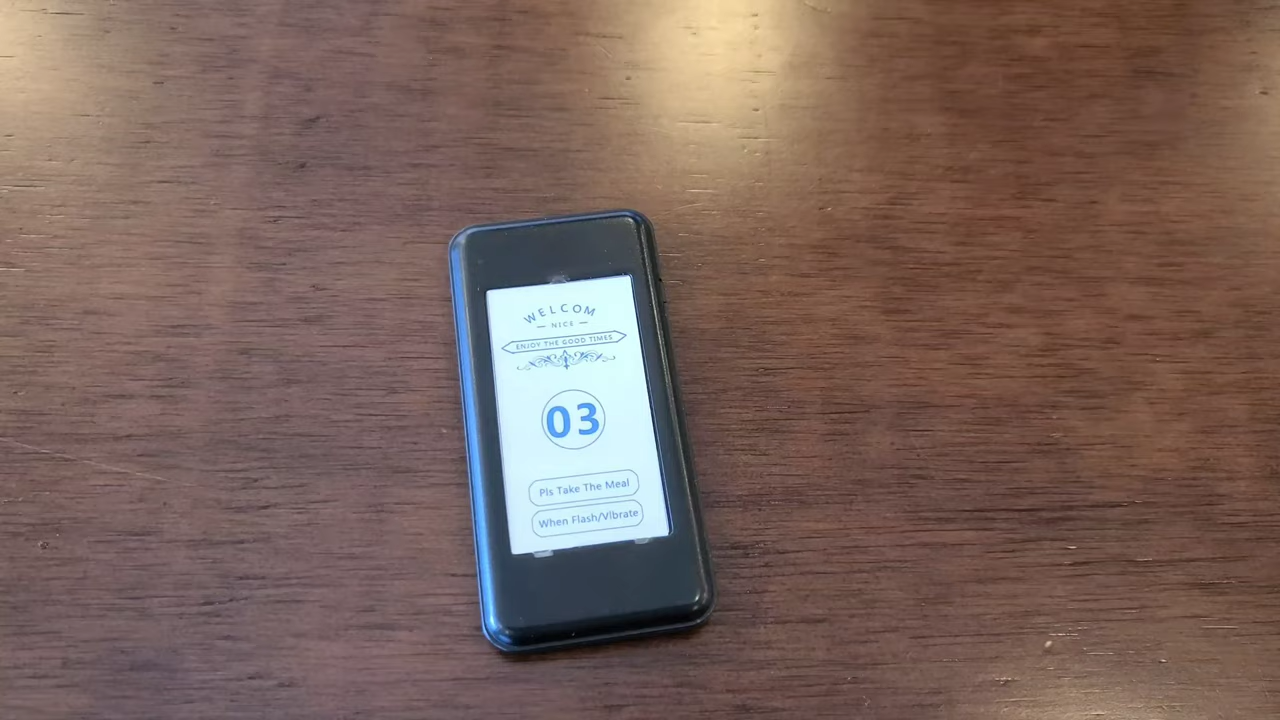 WELCOM
NICE
ENJOY THE GOOD TIMES
03
Pls Take The Meal
When Flash/Vibrate